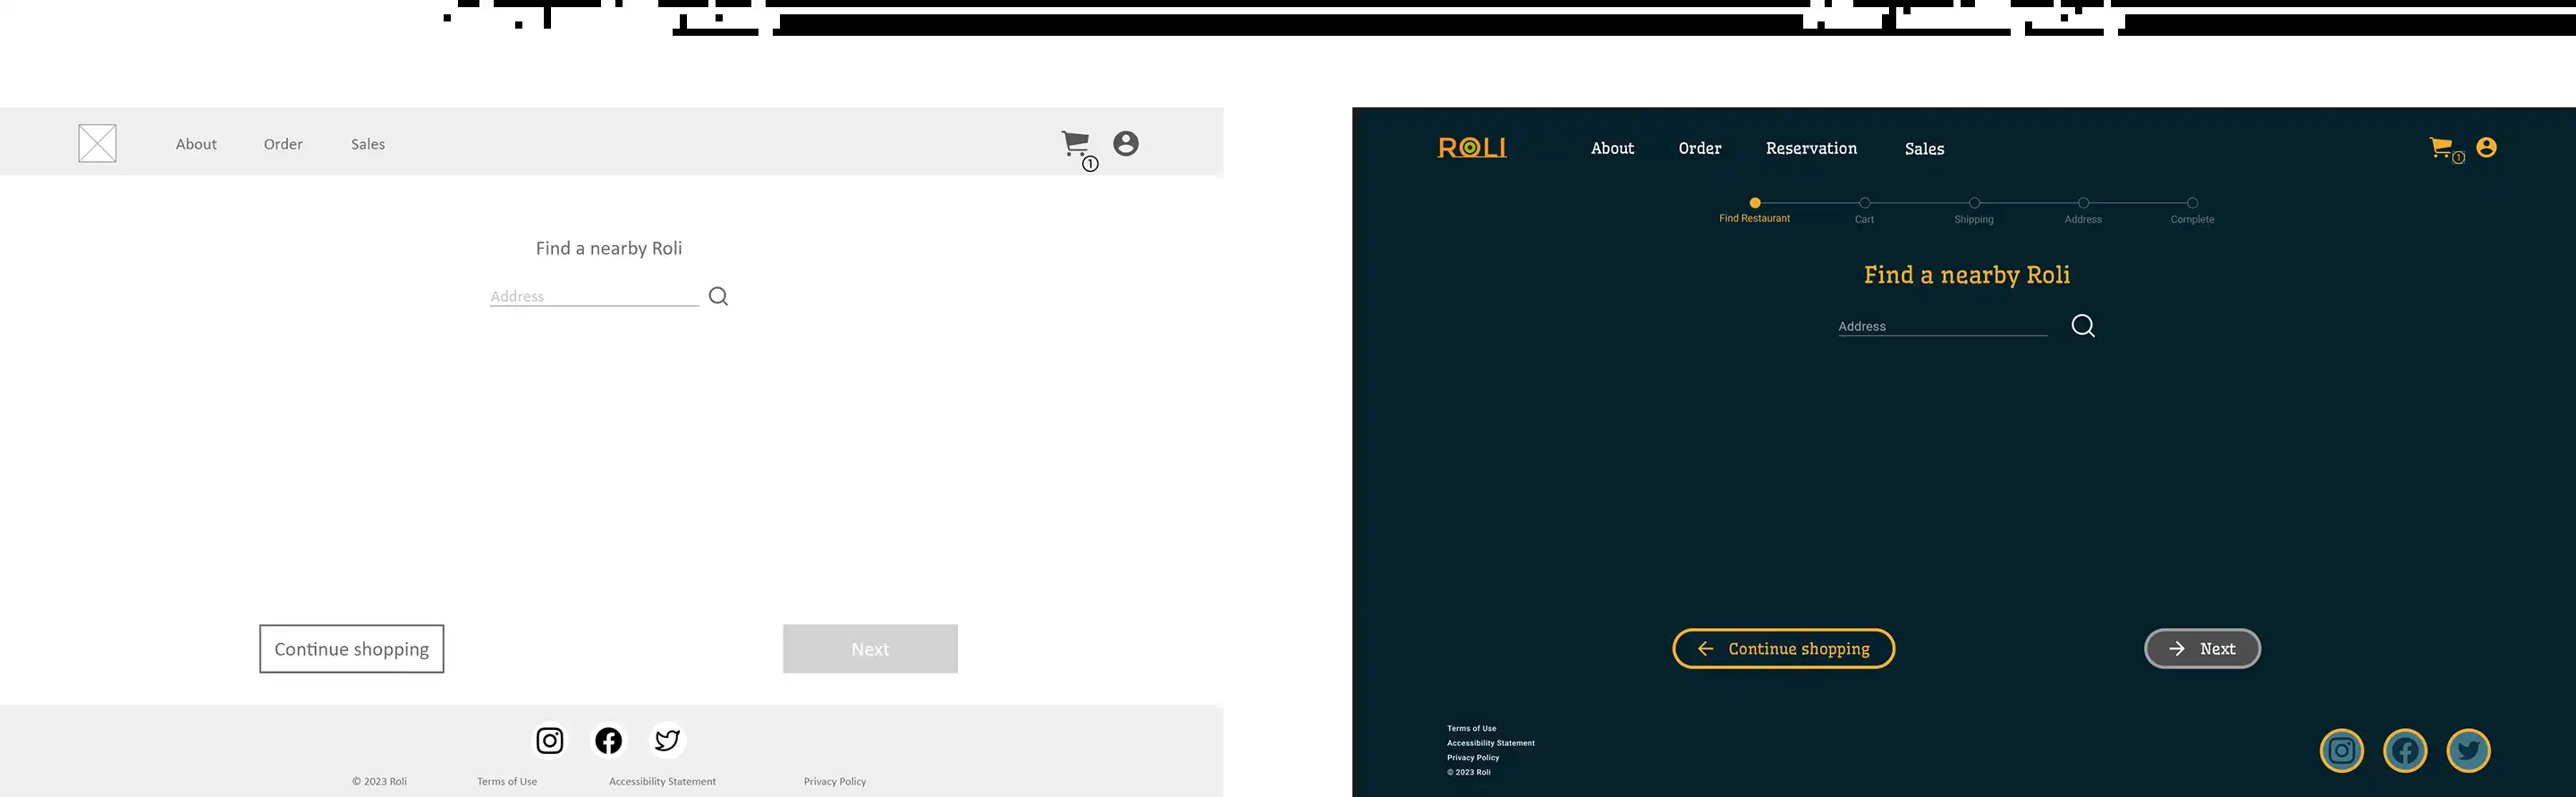 About Order Sales
1
Find a nearby Roli
Address
Continue shopping Next
© 2023 Roli Terms of Use Accessibility Statement Privacy Policy
ROLI About Order Reservation Sales
1
Find Restaurant Cart Shipping Address Complete
Find a nearby Roli
Address
Continue shopping Next
Terms of Use
Accessibility Statement
Privacy Policy
© 2023 Roli